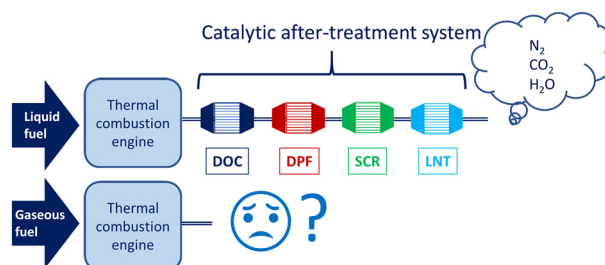 Catalytic after-treatment system
N₂
CO₂
H₂O
Liquid
fuel
Thermal
combustion
engine
DOC
DPF
SCR
LNT
Gaseous
fuel
Thermal
combustion
engine
?